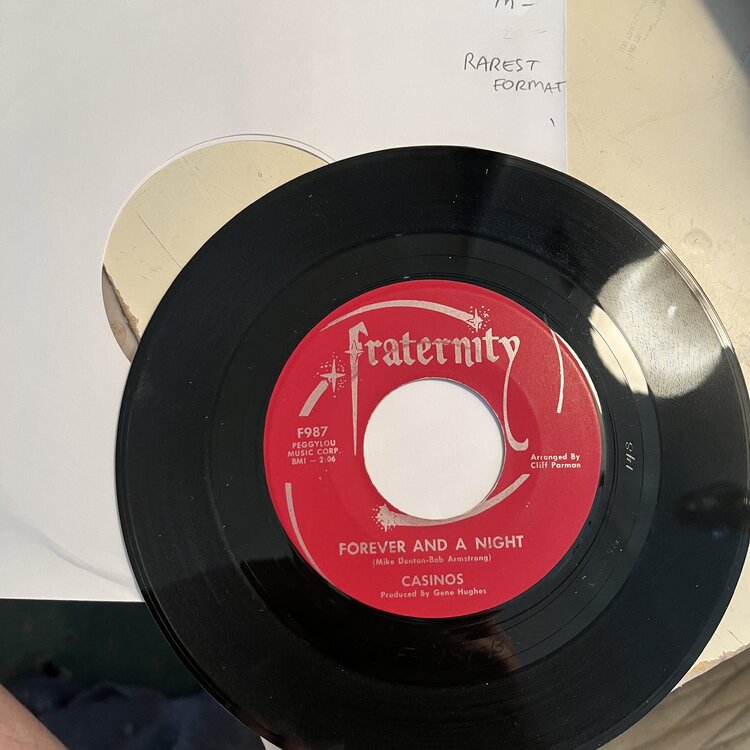 M-
20-
RAREST
FORMAT
Fraternity
F987
PEGGYLOU
MUSIC CORP.
BMI — 2:06
Arranged By
Cliff Parman
FOREVER AND A NIGHT
(Mike Denton-Bob Armstrong)
CASINOS
Produced By Gene Hughes